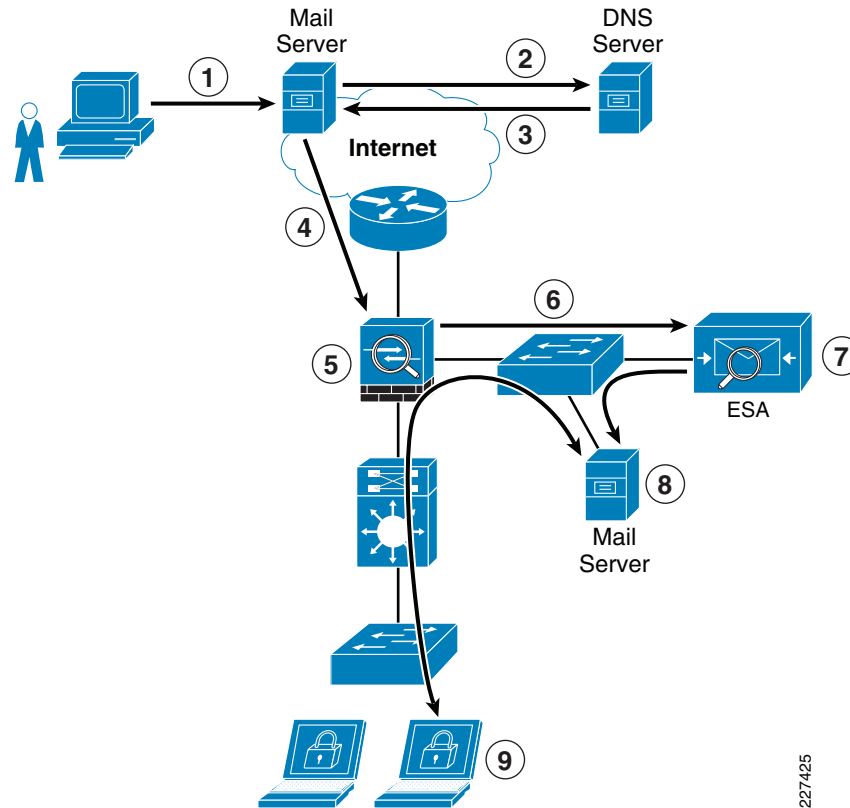 Mail
Server
DNS
Server
1
2
3
Internet
4
5
6
7
ESA
8
Mail
Server
9
227425